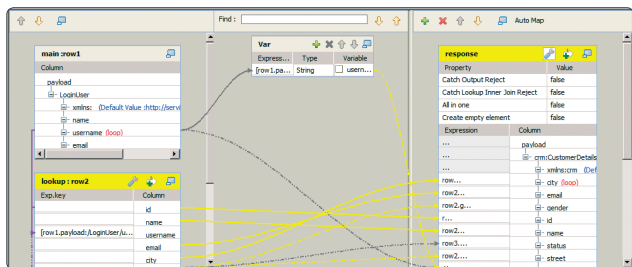 Find :
Auto Map
main :row1
Column
payload
LoginUser
xmlns: (Default Value :http://servi
name
username (loop)
email
lookup : row2
Exp.key Column
id
name
[row1.payload:/LoginUser/u... username
email
city
Var
Express... Type Variable
[row1.pa... String usern...
response
Property Value
Catch Output Reject false
Catch Lookup Inner Join Reject false
All in one false
Create empty element false
Expression Column
... payload
... crm:CustomerDetails
... xmlns:crm (Def
row... city (loop)
row2... email
row2.g... gender
r... id
row2... name
row3.... status
row2.... street